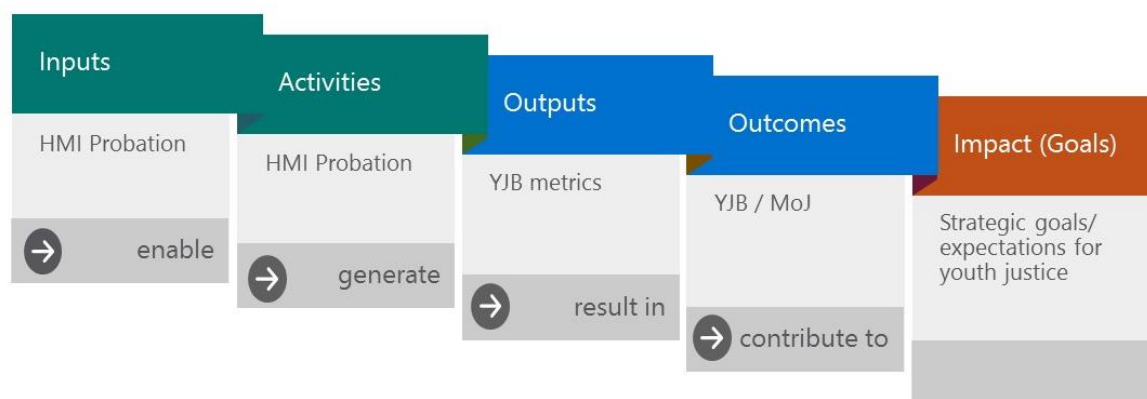 Inputs
HMI Probation
enable
Activities
HMI Probation
generate
Outputs
YJB metrics
result in
Outcomes
YJB / MoJ
contribute to
Impact (Goals)
Strategic goals/
expectations for
youth justice